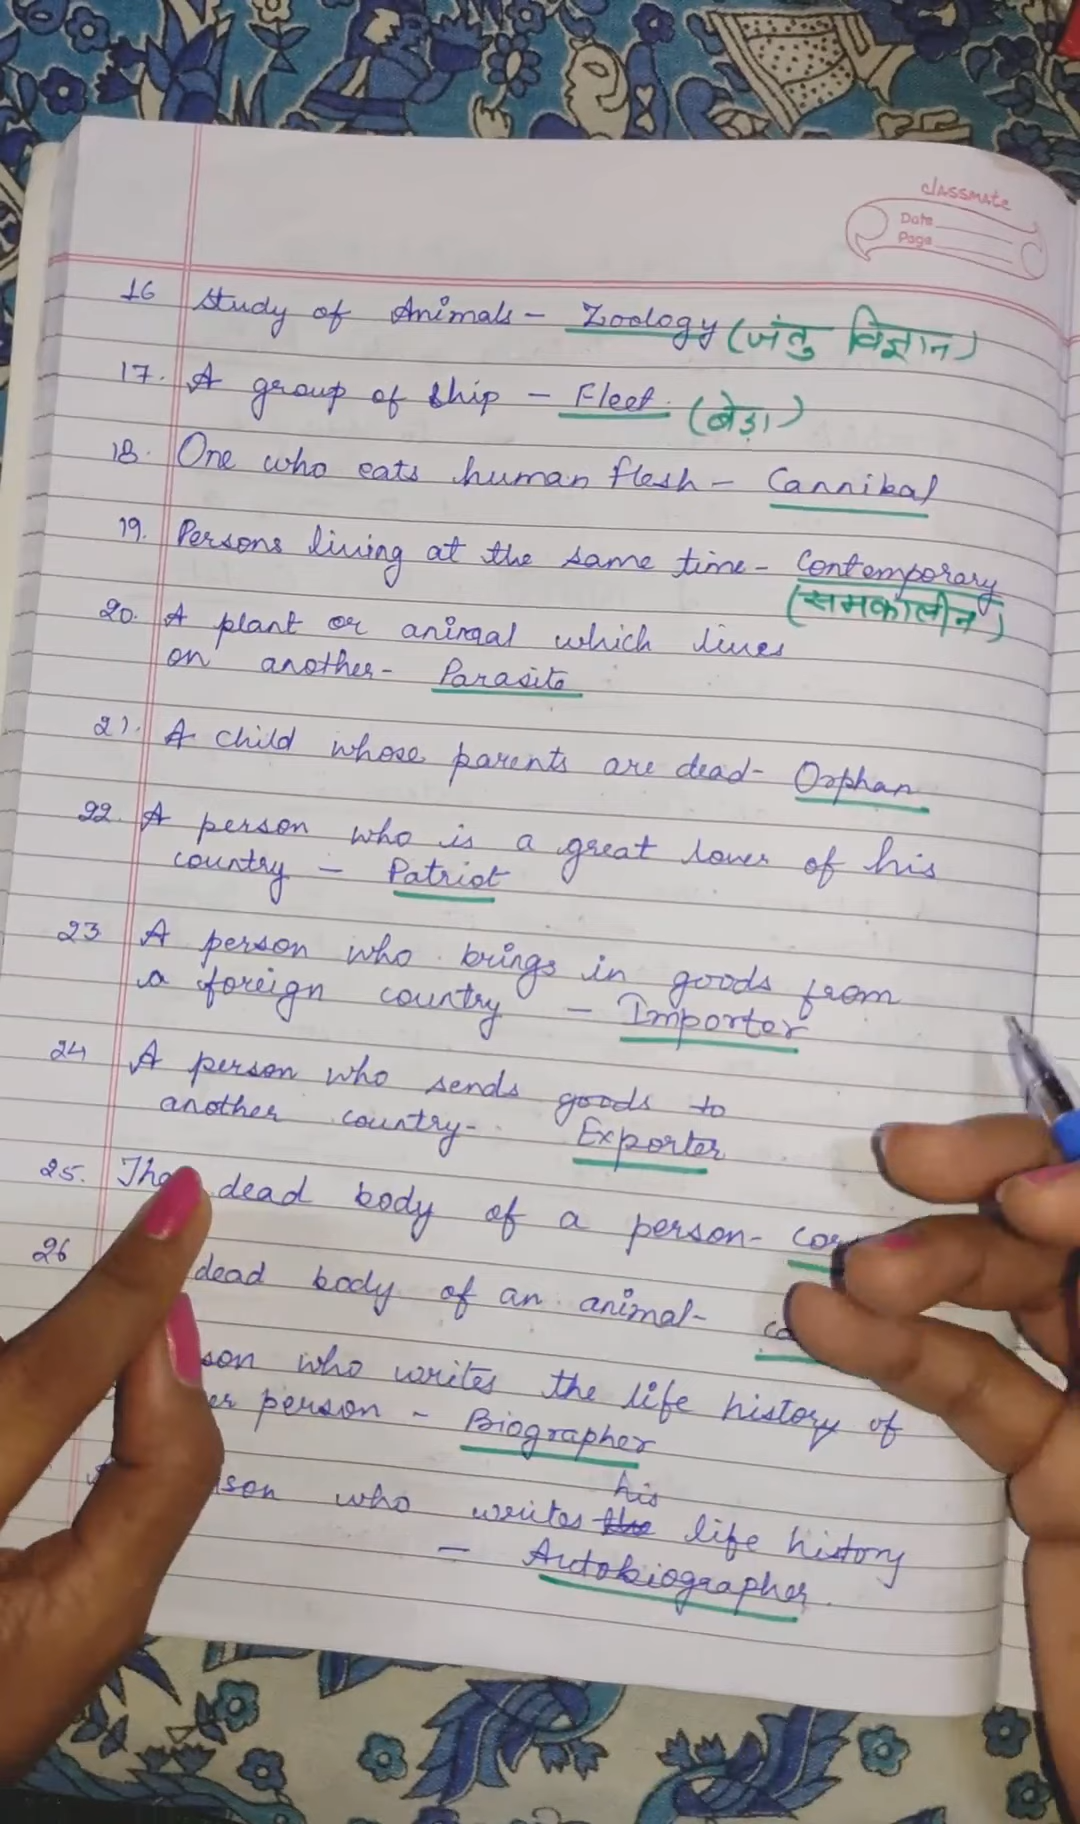 classmate
Date
Page
16 Study of Animals - Zoology (जंतु विज्ञान)
17. A group of ship - Fleet. (बेड़ा)
18. One who eats human flesh - Cannibal
19. Persons living at the same time - Contemporary
(समकालीन)
20. A plant or animal which lives
on another - Parasite
21. A child whose parents are dead - Orphan
22. A person who is a great lover of his
country - Patriot
23 A person who brings in goods from
a foreign country - Importer
24 A person who sends goods to
another country - Exporter
25. The dead body of a person -
26 dead body of an animal -
who writes the life history of
person - Biographer
his
who writes the life history
- Autobiographer.